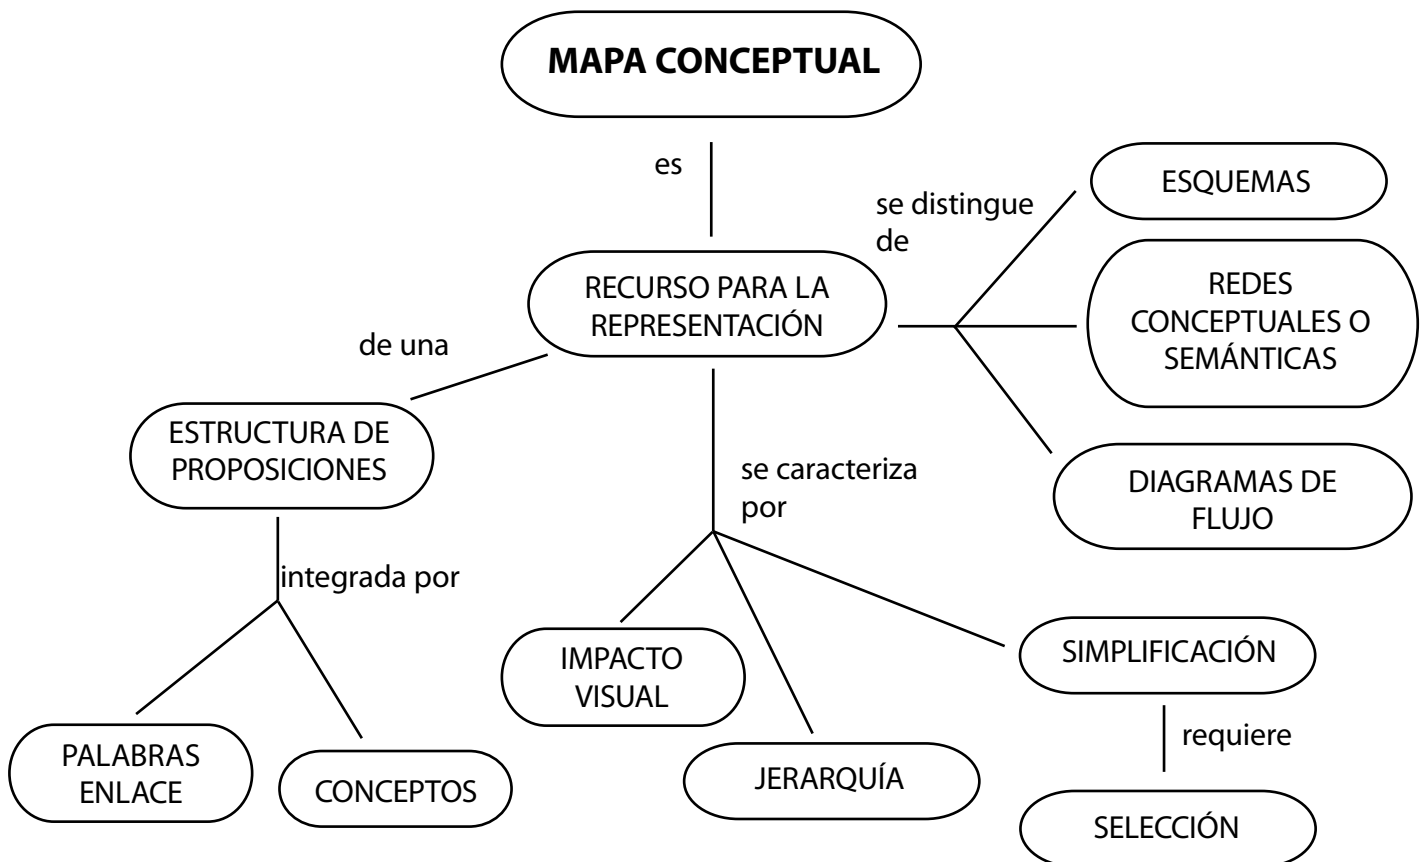 MAPA CONCEPTUAL
es
se distingue
de
ESQUEMAS
REDES
CONCEPTUALES O
SEMÁNTICAS
DIAGRAMAS DE
FLUJO
RECURSO PARA LA
REPRESENTACIÓN
de una
ESTRUCTURA DE
PROPOSICIONES
integrada por
PALABRAS
ENLACE
CONCEPTOS
se caracteriza
por
IMPACTO
VISUAL
JERARQUÍA
SIMPLIFICACIÓN
requiere
SELECCIÓN